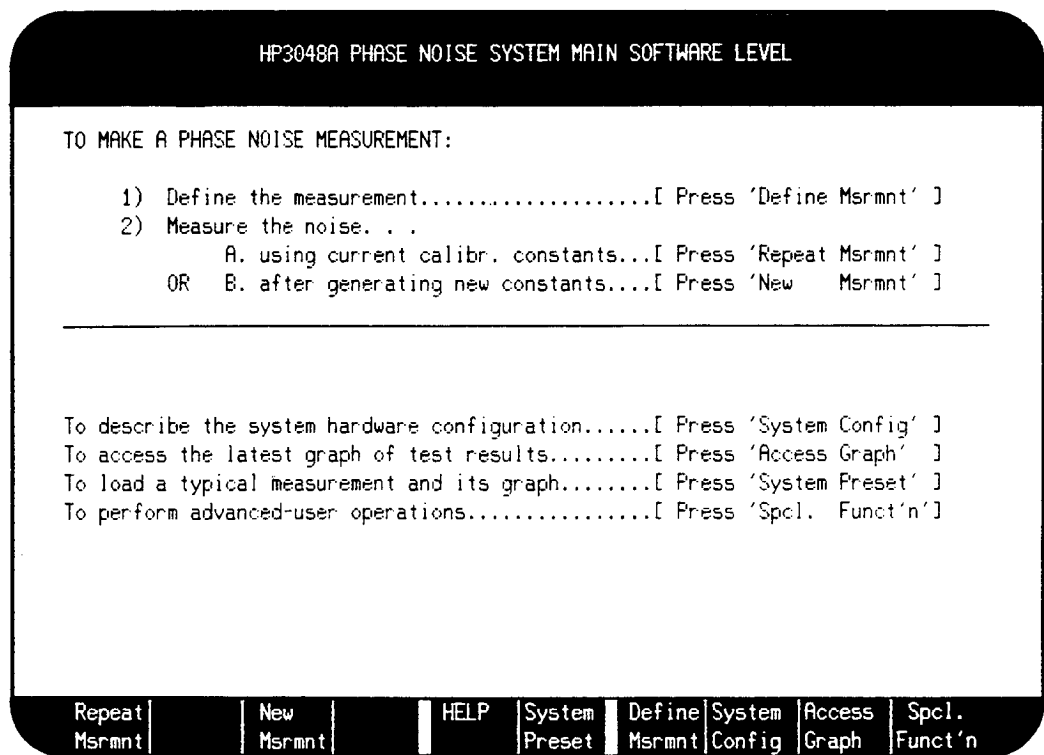 HP3048A PHASE NOISE SYSTEM MAIN SOFTWARE LEVEL
TO MAKE A PHASE NOISE MEASUREMENT:
1) Define the measurement.....................[ Press 'Define Msrmnt' ]
2) Measure the noise. . .
A. using current calibr. constants...[ Press 'Repeat Msrmnt' ]
OR B. after generating new constants....[ Press 'New Msrmnt' ]
To describe the system hardware configuration......[ Press 'System Config' ]
To access the latest graph of test results.........[ Press 'Access Graph' ]
To load a typical measurement and its graph........[ Press 'System Preset' ]
To perform advanced-user operations................[ Press 'Spcl. Funct'n']
Repeat New HELP System Define System Access Spcl.
Msrmnt Msrmnt Preset Msrmnt Config Graph Funct'n